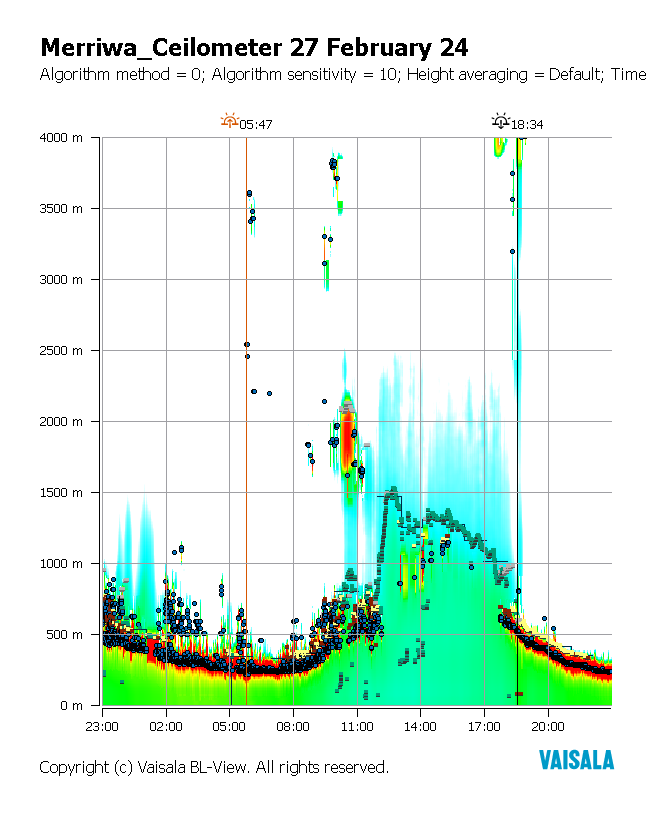 Merriwa_Ceilometer 27 February 24
Algorithm method = 0; Algorithm sensitivity = 10; Height averaging = Default; Time
05:47
18:34
4000 m
3500 m
3000 m
2500 m
2000 m
1500 m
1000 m
500 m
0 m
23:00 02:00 05:00 08:00 11:00 14:00 17:00 20:00
VAISALA
Copyright (c) Vaisala BL-View. All rights reserved.